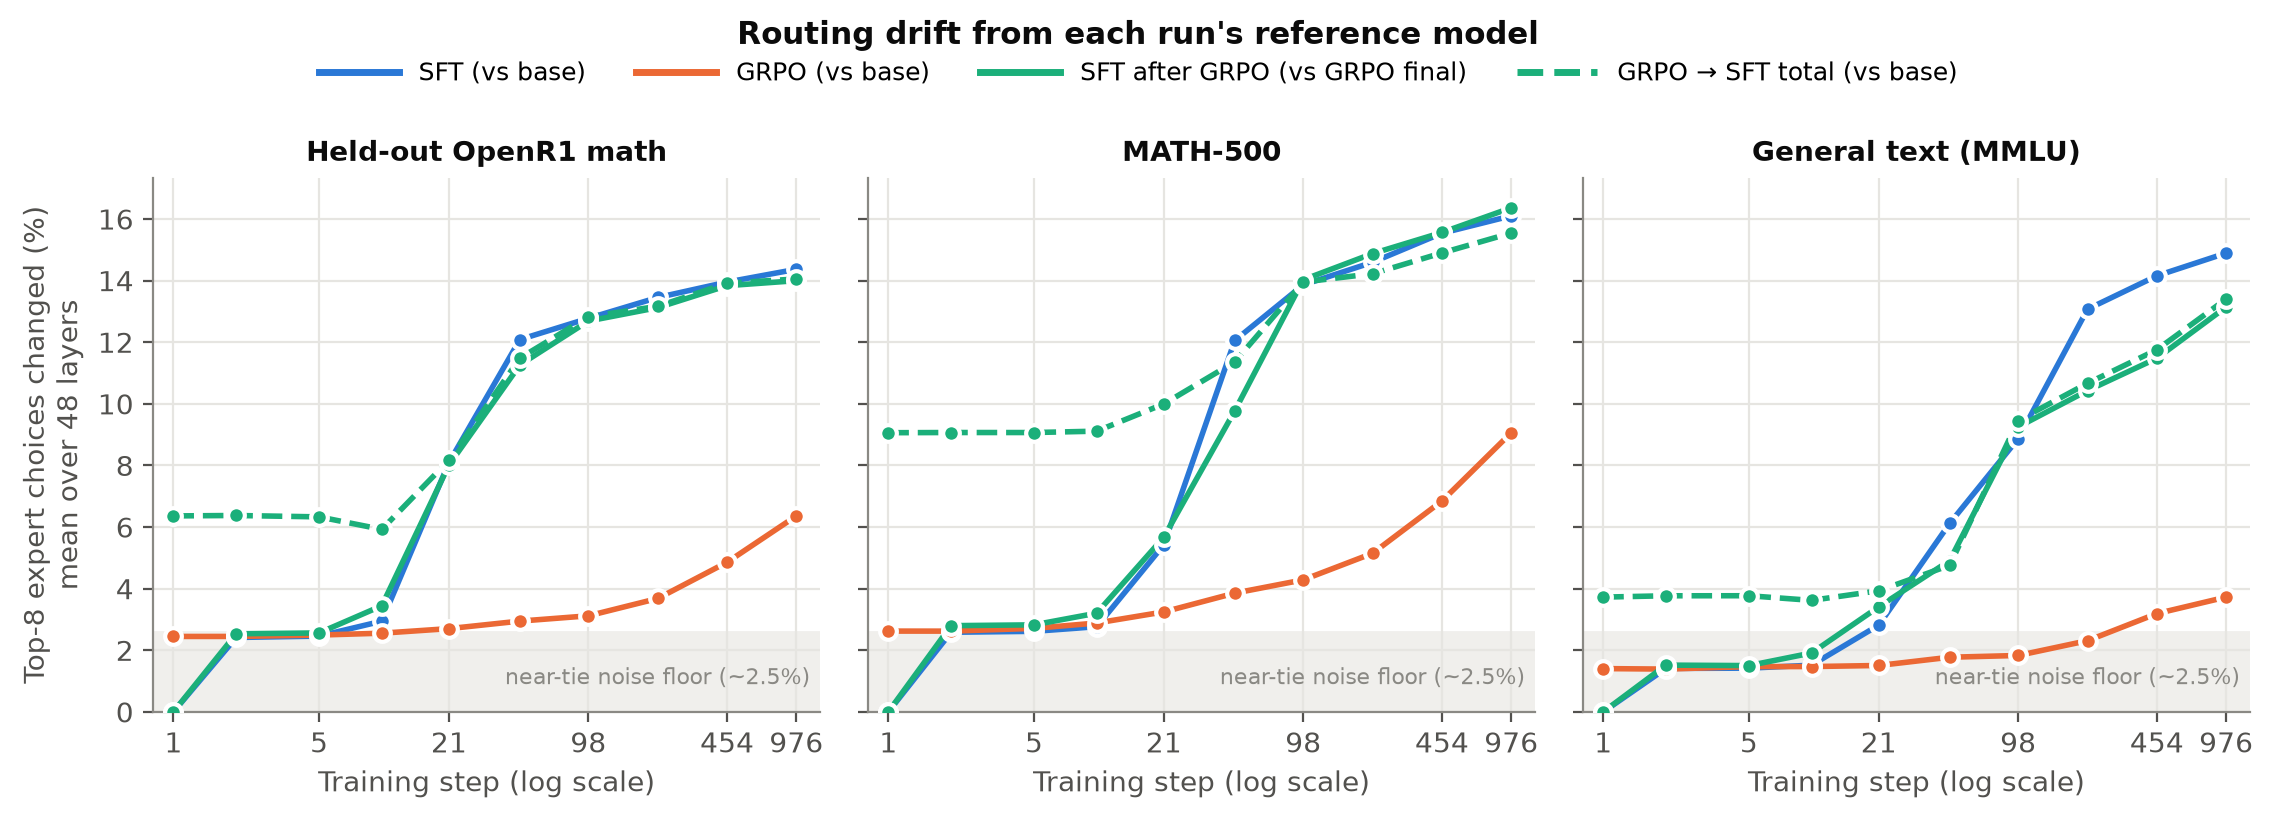 Routing drift from each run's reference model
SFT (vs base)
GRPO (vs base)
SFT after GRPO (vs GRPO final)
GRPO → SFT total (vs base)
Held-out OpenR1 math
MATH-500
General text (MMLU)
Top-8 expert choices changed (%)
mean over 48 layers
16
14
12
10
8
6
4
2
0
near-tie noise floor (~2.5%)
near-tie noise floor (~2.5%)
near-tie noise floor (~2.5%)
1 5 21 98 454 976
1 5 21 98 454 976
1 5 21 98 454 976
Training step (log scale)
Training step (log scale)
Training step (log scale)